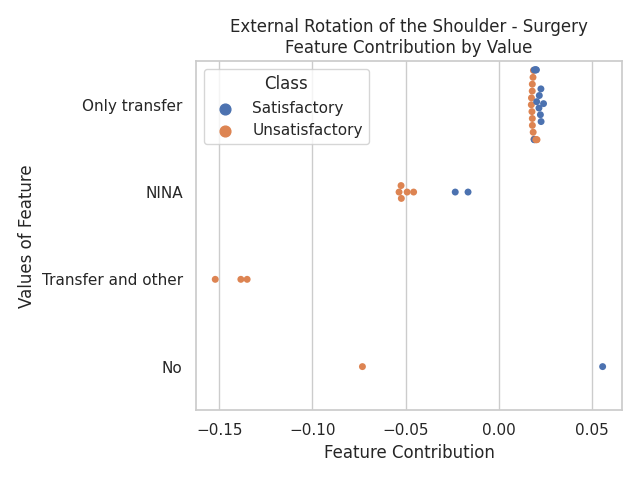 External Rotation of the Shoulder - Surgery
Feature Contribution by Value
Class
Satisfactory
Unsatisfactory
Only transfer
NINA
Transfer and other
No
Values of Feature
−0.15 −0.10 −0.05 0.00 0.05
Feature Contribution